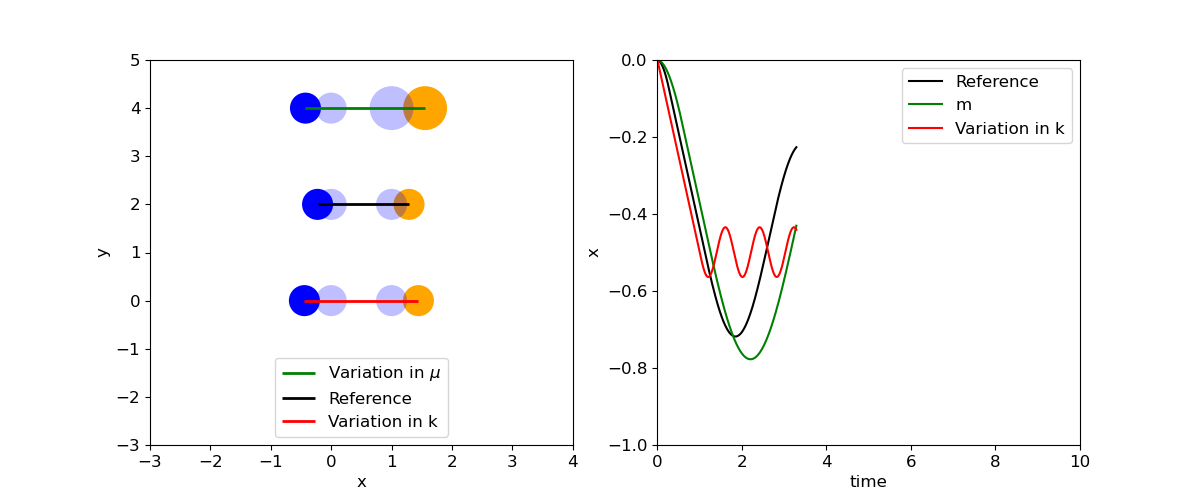 5
4
3
2
1
0
−1
−2
−3
y
−3 −2 −1 0 1 2 3 4
x
Variation in μ
Reference
Variation in k
0.0
−0.2
−0.4
−0.6
−0.8
−1.0
x
0 2 4 6 8 10
time
Reference
m
Variation in k